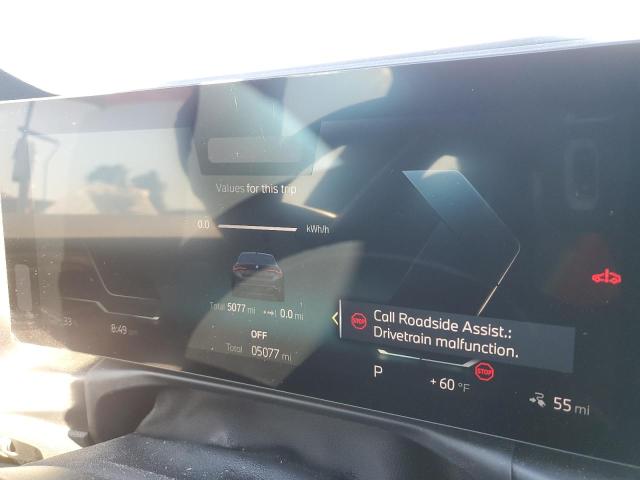 Values for this trip
0.0 kWh/h
Total 5077 mi 0.0 mi
OFF
Total 05077 mi
33
8:49
STOP
Call Roadside Assist.:
Drivetrain malfunction.
STOP
P
+60 °F
55 mi